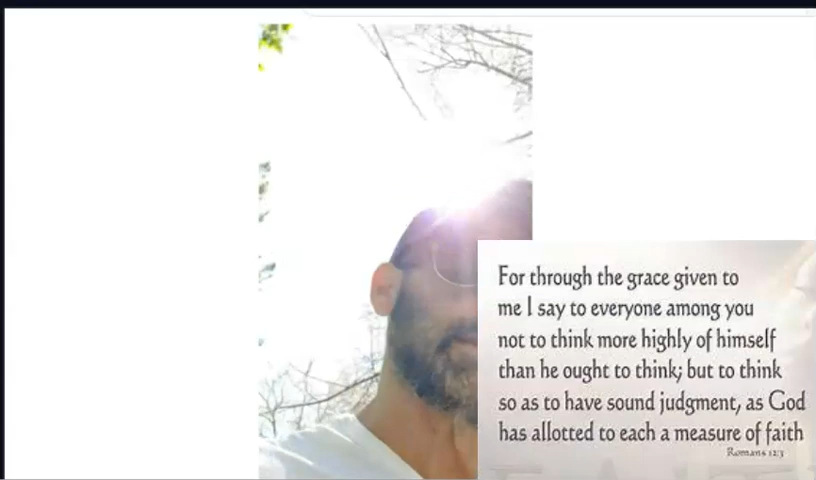 For through the grace given to
me I say to everyone among you
not to think more highly of himself
than he ought to think; but to think
so as to have sound judgment, as God
has allotted to each a measure of faith
Romans 12:3